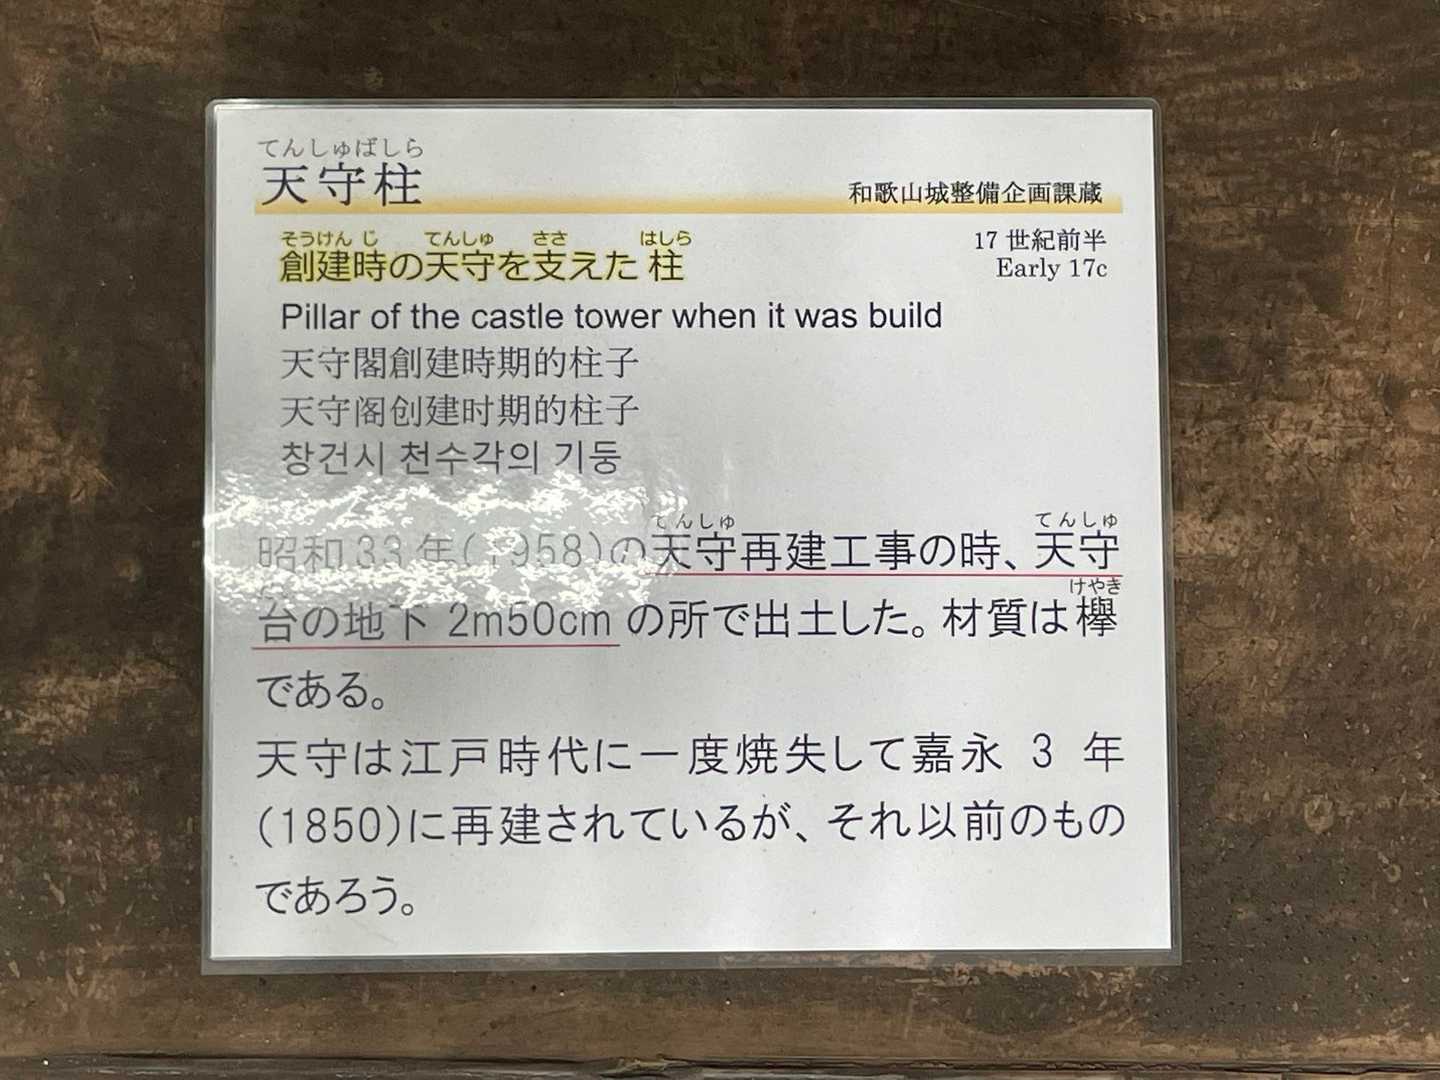 てんしゅばしら
天守柱
和歌山城整備企画課蔵
そうけんじ てんしゅ ささ はしら
創建時の天守を支えた柱
17 世紀前半
Early 17c
Pillar of the castle tower when it was build
天守閣創建時期的柱子
天守阁创建时期的柱子
창건시 천수각의 기둥
てんしゅ てんしゅ
昭和33年(1958)の天守再建工事の時、天守
けやき
台の地下 2m50cm の所で出土した。材質は欅
である。
天守は江戸時代に一度焼失して嘉永 3 年
(1850)に再建されているが、それ以前のもの
であろう。